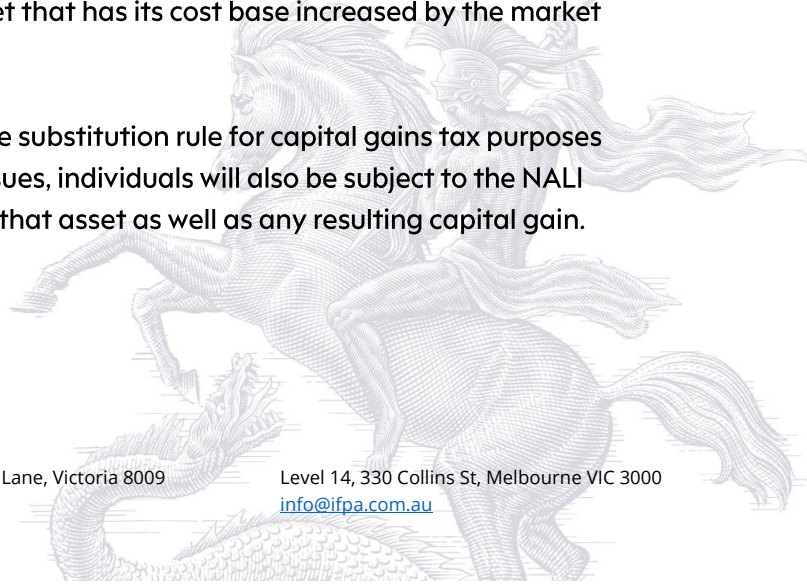 et that has its cost base increased by the market
e substitution rule for capital gains tax purposes
sues, individuals will also be subject to the NALI
that asset as well as any resulting capital gain.
Lane, Victoria 8009
Level 14, 330 Collins St, Melbourne VIC 3000
info@ifpa.com.au